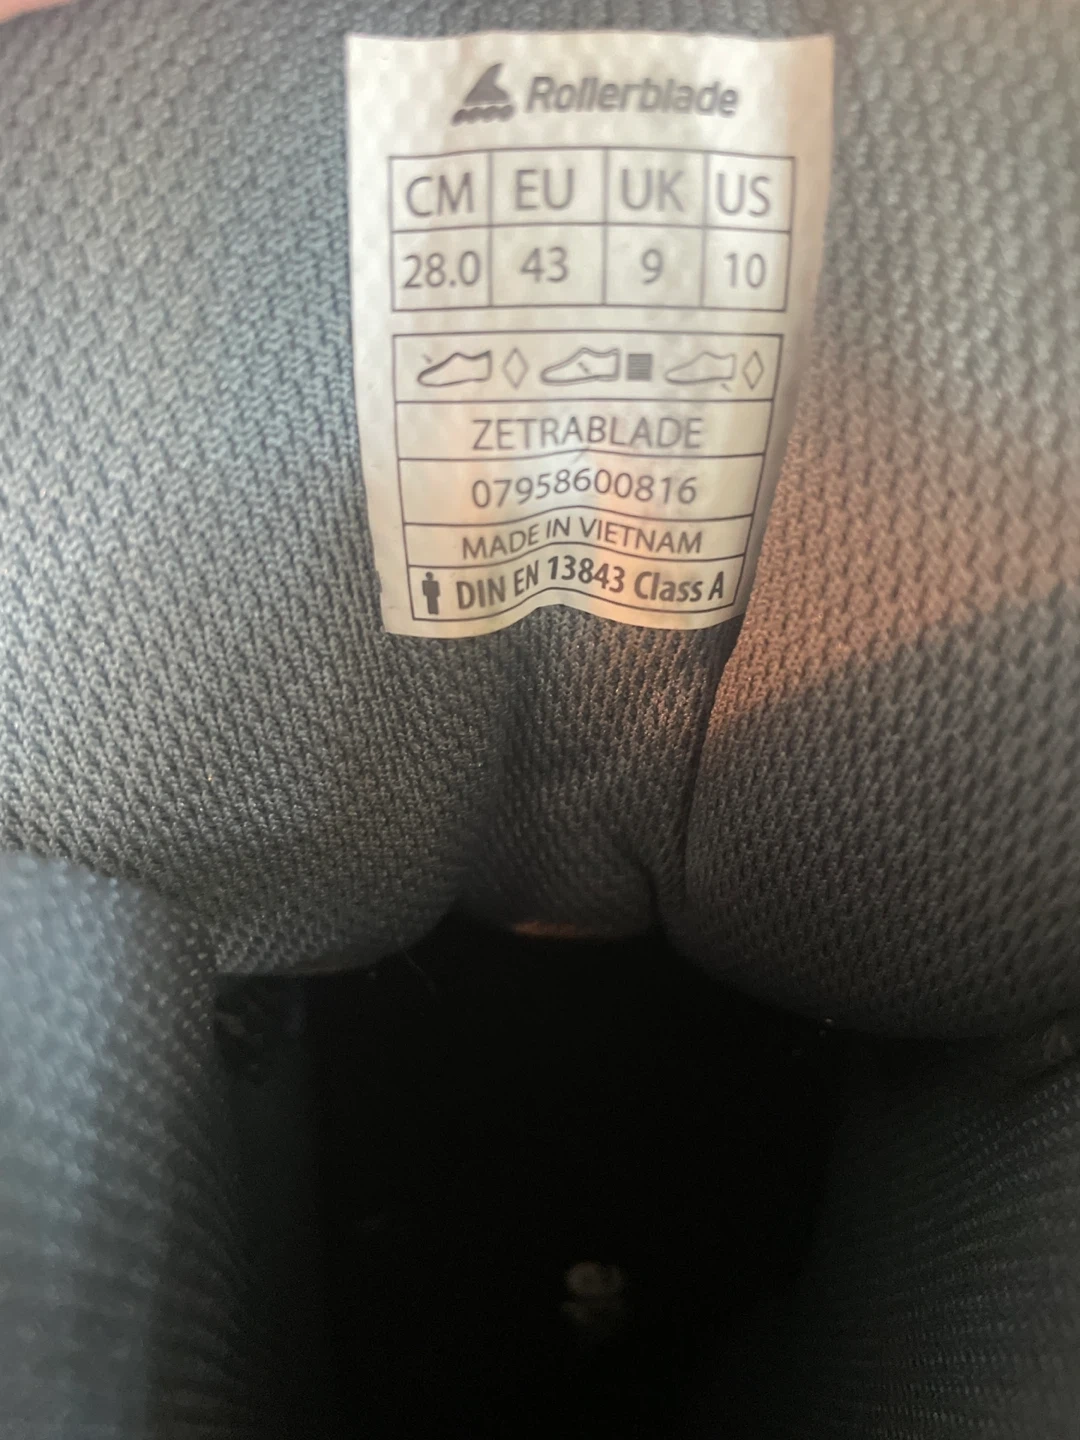 Rollerblade
CM EU UK US
28.0 43 9 10
ZETRABLADE
07958600816
MADE IN VIETNAM
DIN EN 13843 Class A